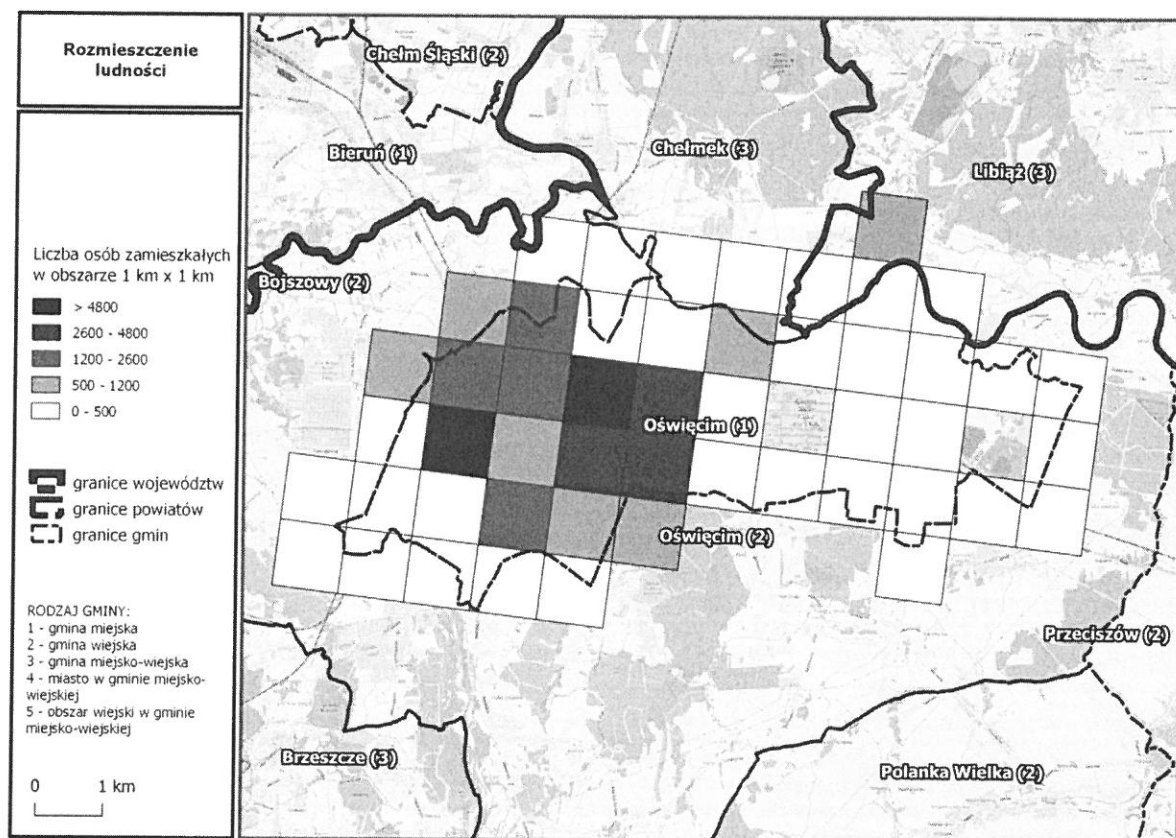 Rozmieszczenie
ludności
Liczba osób zamieszkałych
w obszarze 1 km x 1 km
> 4800
2600 - 4800
1200 - 2600
500 - 1200
0 - 500
granice województw
granice powiatów
granice gmin
RODZAJ GMINY:
1 - gmina miejska
2 - gmina wiejska
3 - gmina miejsko-wiejska
4 - miasto w gminie miejsko-
wiejskiej
5 - obszar wiejski w gminie
miejsko-wiejskiej
0 1 km
Chełm Śląski (2)
Bieruń (1)
Chełmek (3)
Libiąż (3)
Bojszowy (2)
Oświęcim (1)
Oświęcim (2)
Przeciszów (2)
Brzeszcze (3)
Polanka Wielka (2)